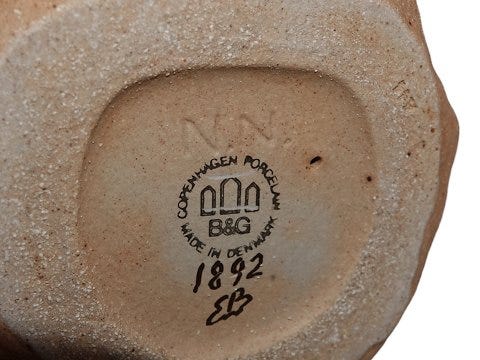 N.N.
COPENHAGEN PORCELAIN
B&G
MADE IN DENMARK
1892
EB